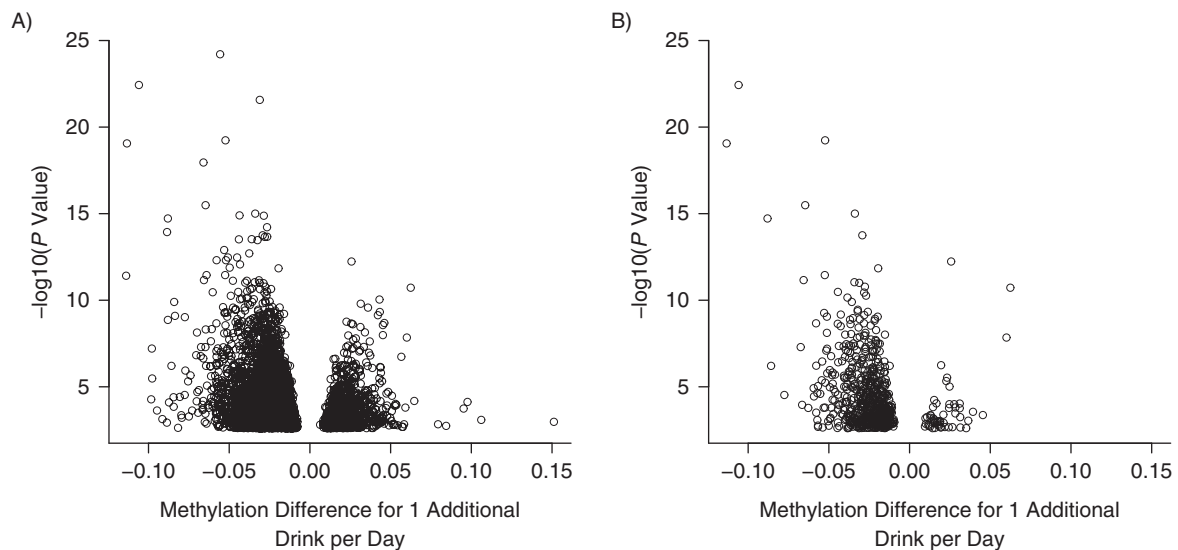 A)
25
20
15
10
5
−log10(P Value)
−0.10 −0.05 0.00 0.05 0.10 0.15
Methylation Difference for 1 Additional
Drink per Day
B)
25
20
15
10
5
−log10(P Value)
−0.10 −0.05 0.00 0.05 0.10 0.15
Methylation Difference for 1 Additional
Drink per Day